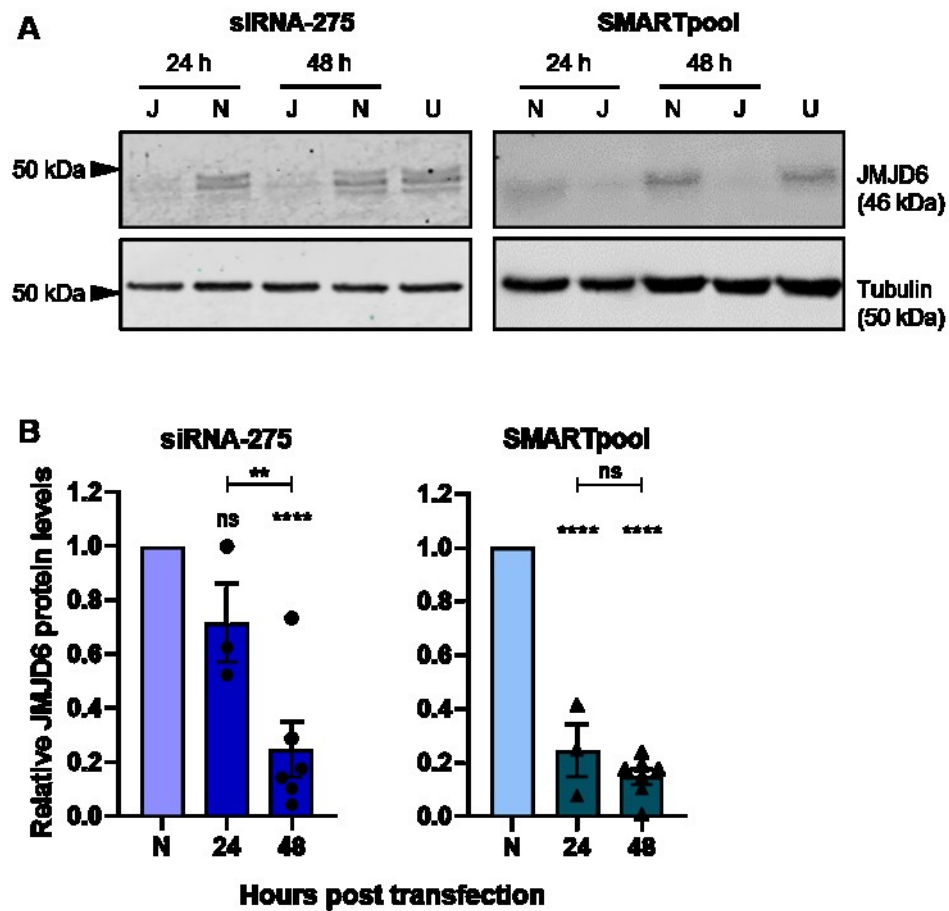 A
siRNA-275 SMARTpool
24 h 48 h 24 h 48 h
J N J N U N J N J U
50 kDa
JMJD6
(46 kDa)
50 kDa
Tubulin
(50 kDa)
B
siRNA-275 SMARTpool
Relative JMJD6 protein levels
** ns
1.2 1.2
ns **** **** ****
1.0 1.0
0.8 0.8
0.6 0.6
0.4 0.4
0.2 0.2
0.0 0.0
N 24 48 N 24 48
Hours post transfection